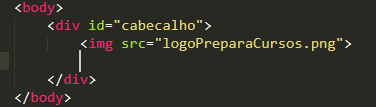 <body>
<div id="cabecalho">
<img src="logoPreparaCursos.png">
</div>
</body>